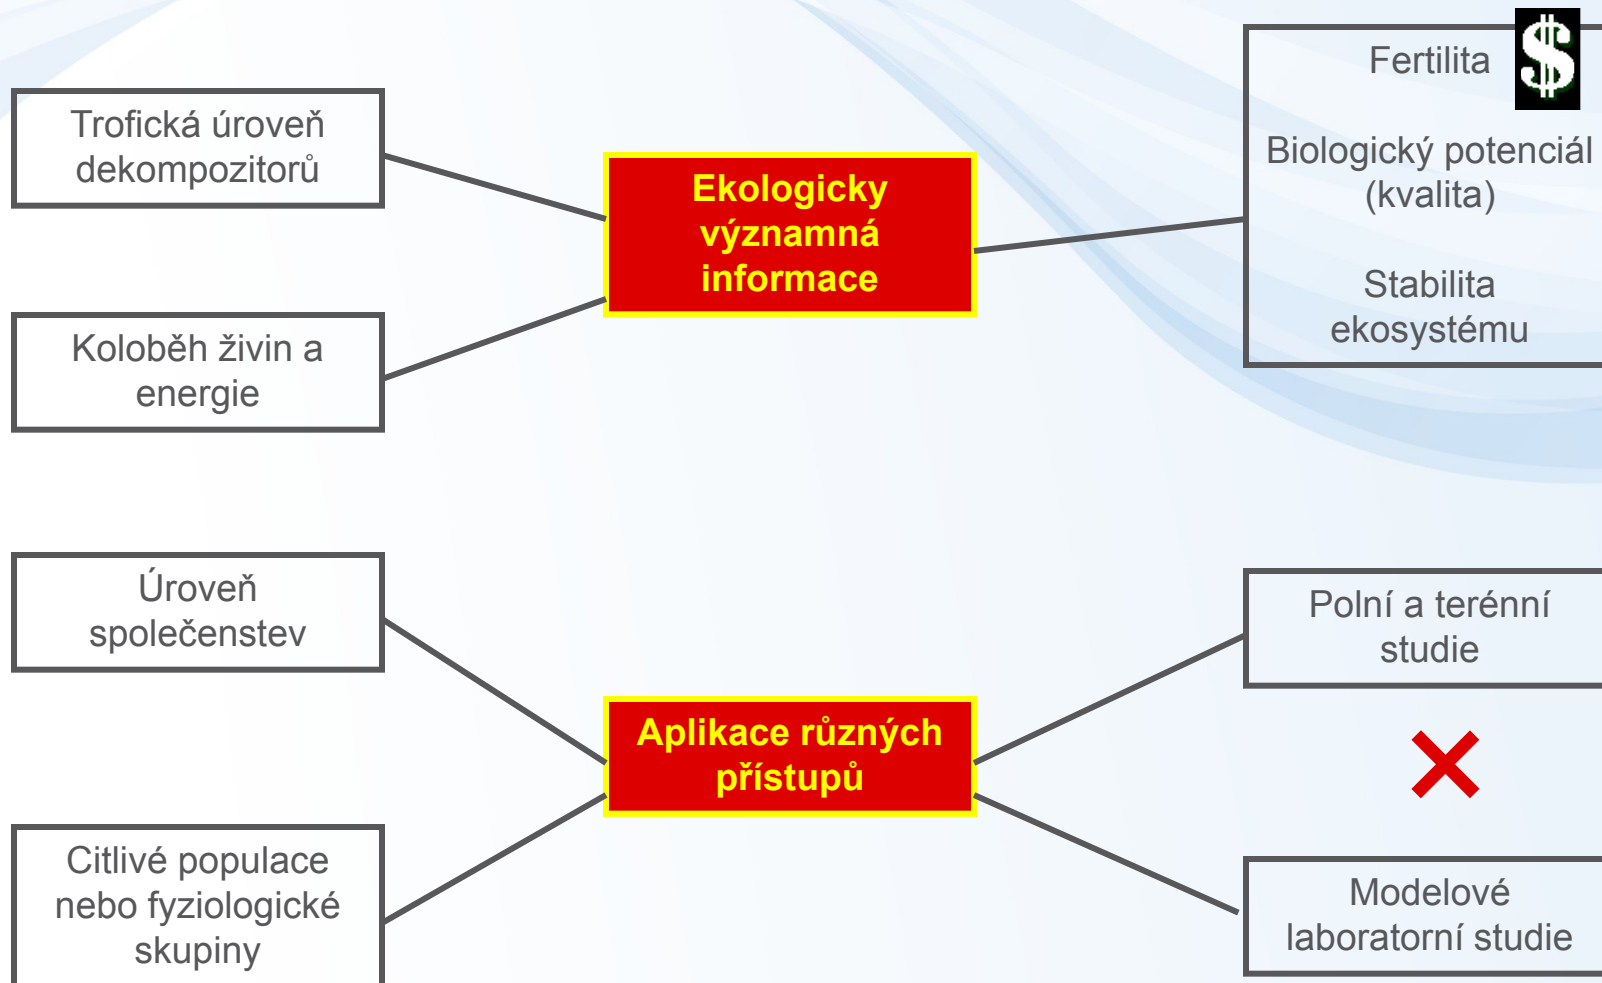 Trofická úroveň
dekompozitorů
Koloběh živin a
energie
Ekologicky
významná
informace
Fertilita
$
Biologický potenciál
(kvalita)
Stabilita
ekosystému
Úroveň
společenstev
Citlivé populace
nebo fyziologické
skupiny
Aplikace různých
přístupů
Polní a terénní
studie
Modelové
laboratorní studie